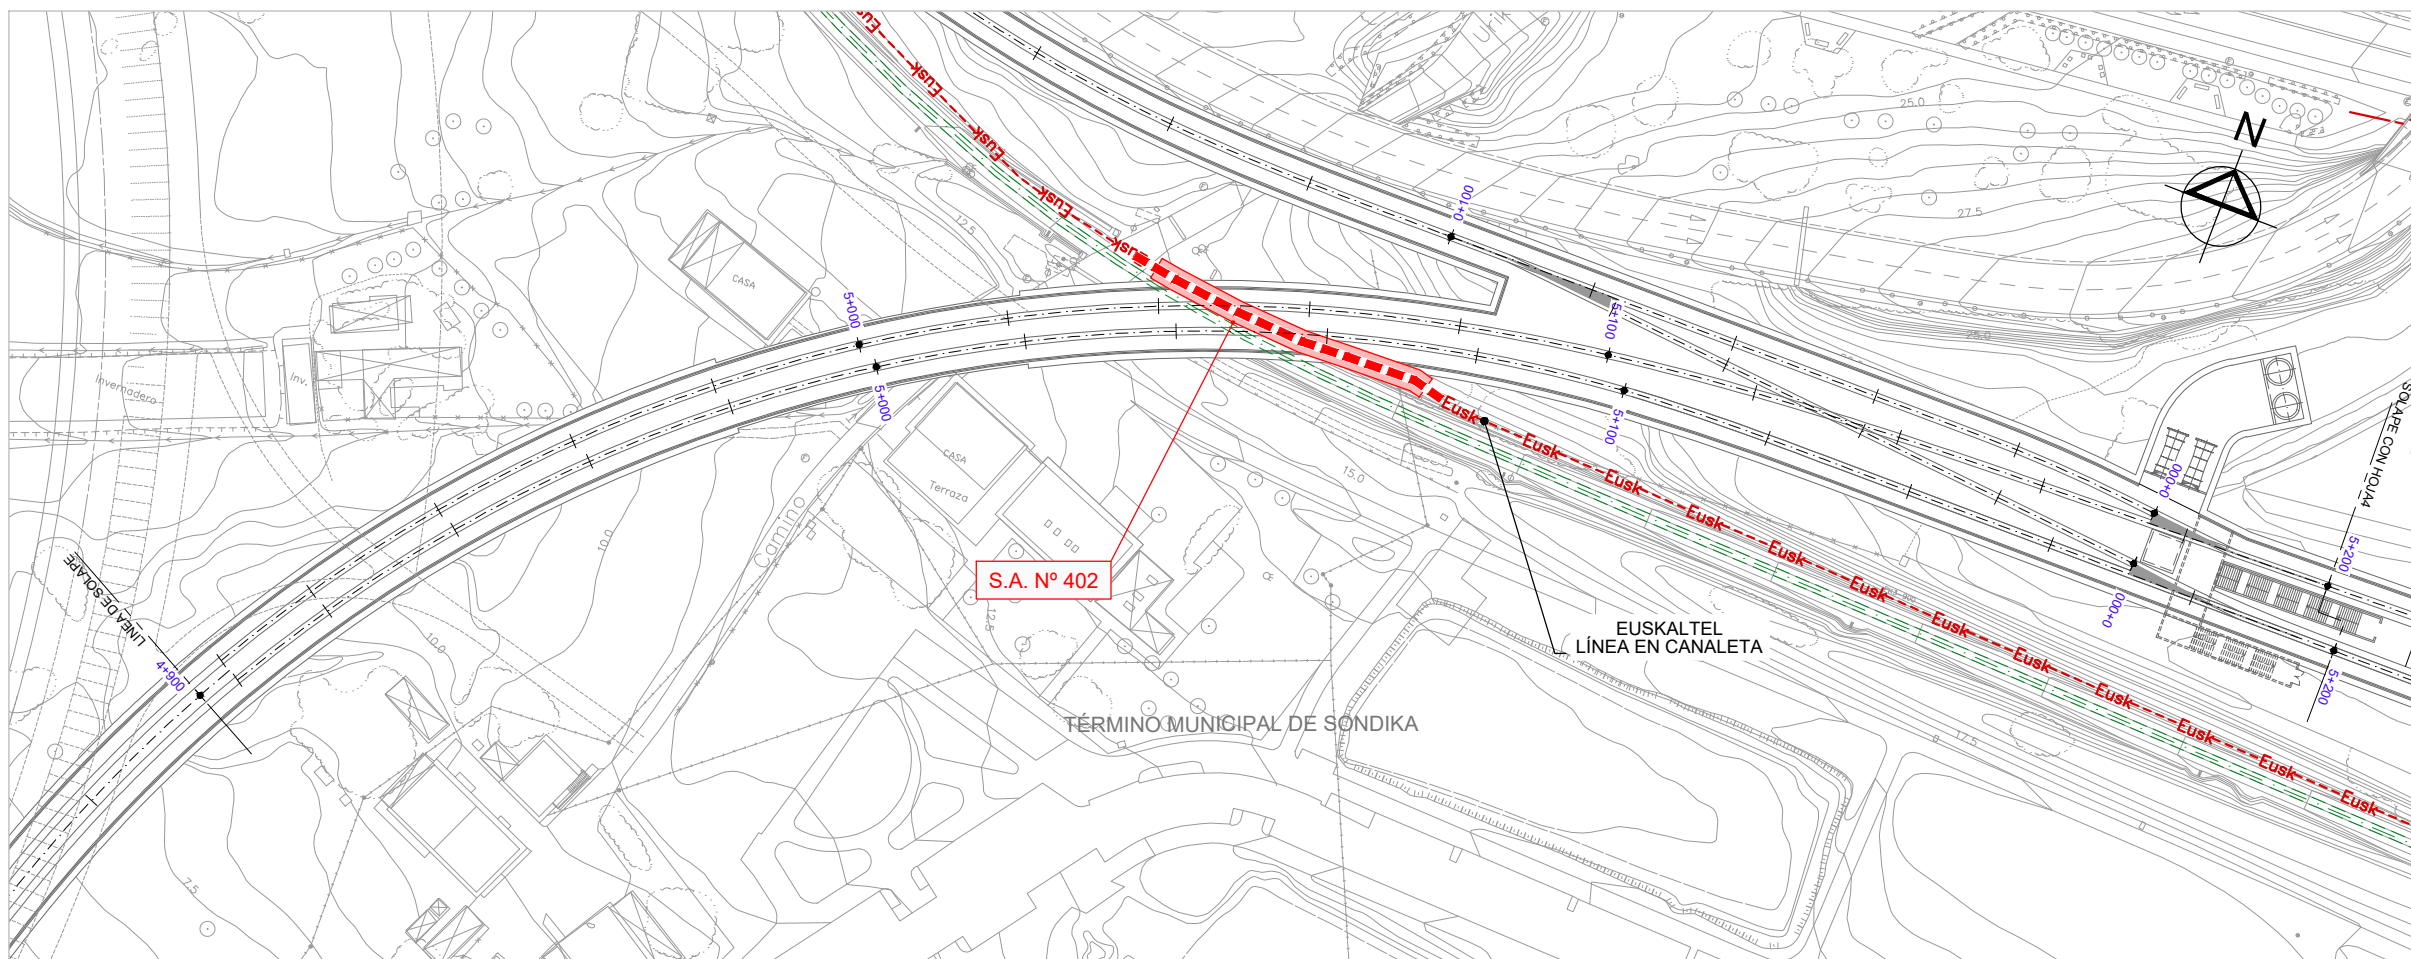 Eusk
Eusk
Eusk
Eusk
Eusk
25.0
N
0+100
12.5
27.5
CASA
5+000
5+100
25.0
Invernadero
Inv.
5+000
5+100
Eusk
Eusk
Eusk
Eusk
Eusk
Eusk
Eusk
Eusk
Eusk
Eusk
Eusk
Eusk
SOLAPE CON HOJA4
CASA
Terraza
15.0
0+000
Camino
10.0
5+200
LINEA DE SOLAPE
S.A. Nº 402
0+000
12.5
10.0
EUSKALTEL
LÍNEA EN CANALETA
4+900
5+200
TÉRMINO MUNICIPAL DE SONDIKA
17.5
7.5